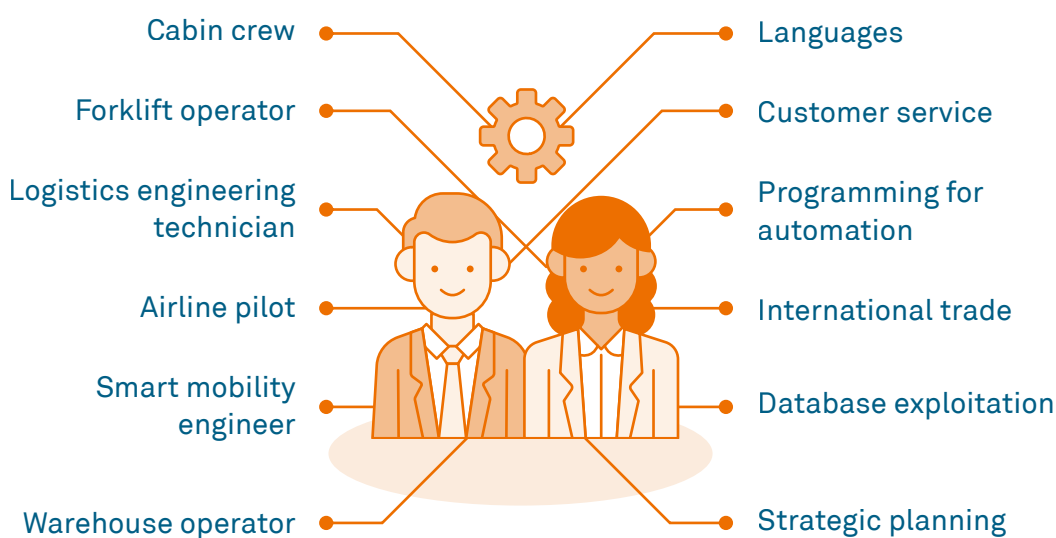 Cabin crew
Forklift operator
Logistics engineering
technician
Airline pilot
Smart mobility
engineer
Warehouse operator
Languages
Customer service
Programming for
automation
International trade
Database exploitation
Strategic planning